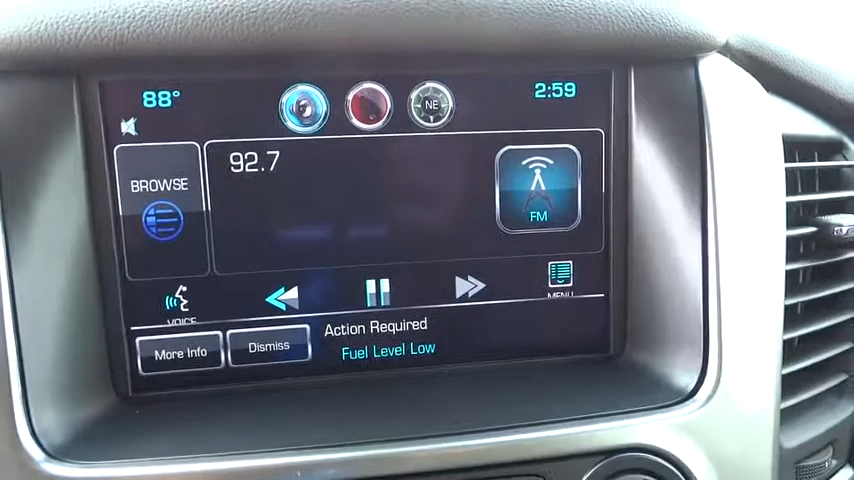 88°
NE
2:59
BROWSE
92.7
FM
VOICE
MENU
More Info
Dismiss
Action Required
Fuel Level Low